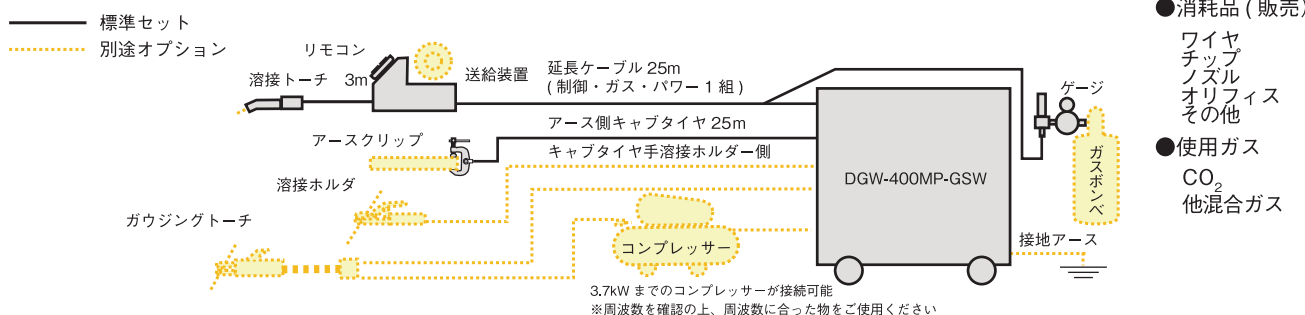 標準セット
別途オプション
リモコン
溶接トーチ
3m
送給装置
延長ケーブル 25m
(制御・ガス・パワー1組)
アースクリップ
アース側キャブタイヤ 25m
キャブタイヤ手溶接ホルダー側
溶接ホルダ
ガウジングトーチ
コンプレッサー
3.7kW までのコンプレッサーが接続可能
※周波数を確認の上、周波数に合った物をご使用ください
DGW-400MP-GSW
ゲージ
ガスボンベ
接地アース
●消耗品(販売)
ワイヤ
チップ
ノズル
オリフィス
その他
●使用ガス
CO₂
他混合ガス